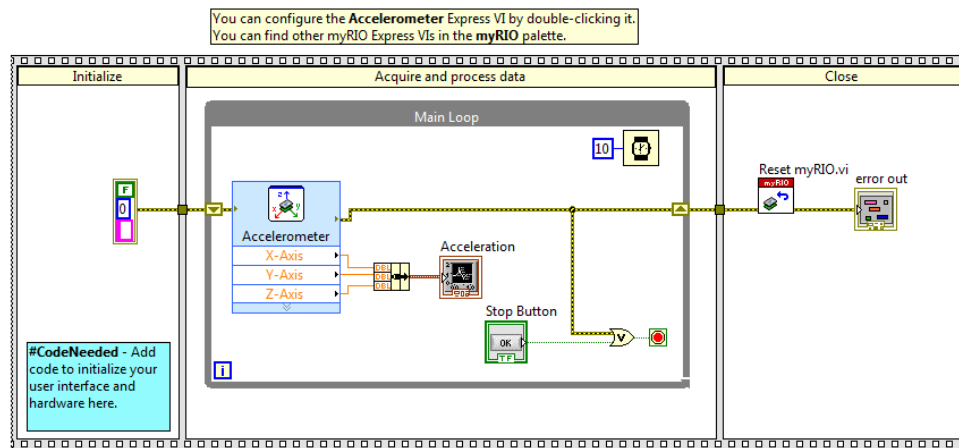 You can configure the Accelerometer Express VI by double-clicking it.
You can find other myRIO Express VIs in the myRIO palette.
Initialize
Acquire and process data
Close
Main Loop
10
Reset myRIO.vi
error out
F
0
myRIO
Accelerometer
X-Axis
Y-Axis
Z-Axis
DBL
DBL
DBL
Acceleration
Stop Button
OK
TF
V
#CodeNeeded - Add
code to initialize your
user interface and
hardware here.
i